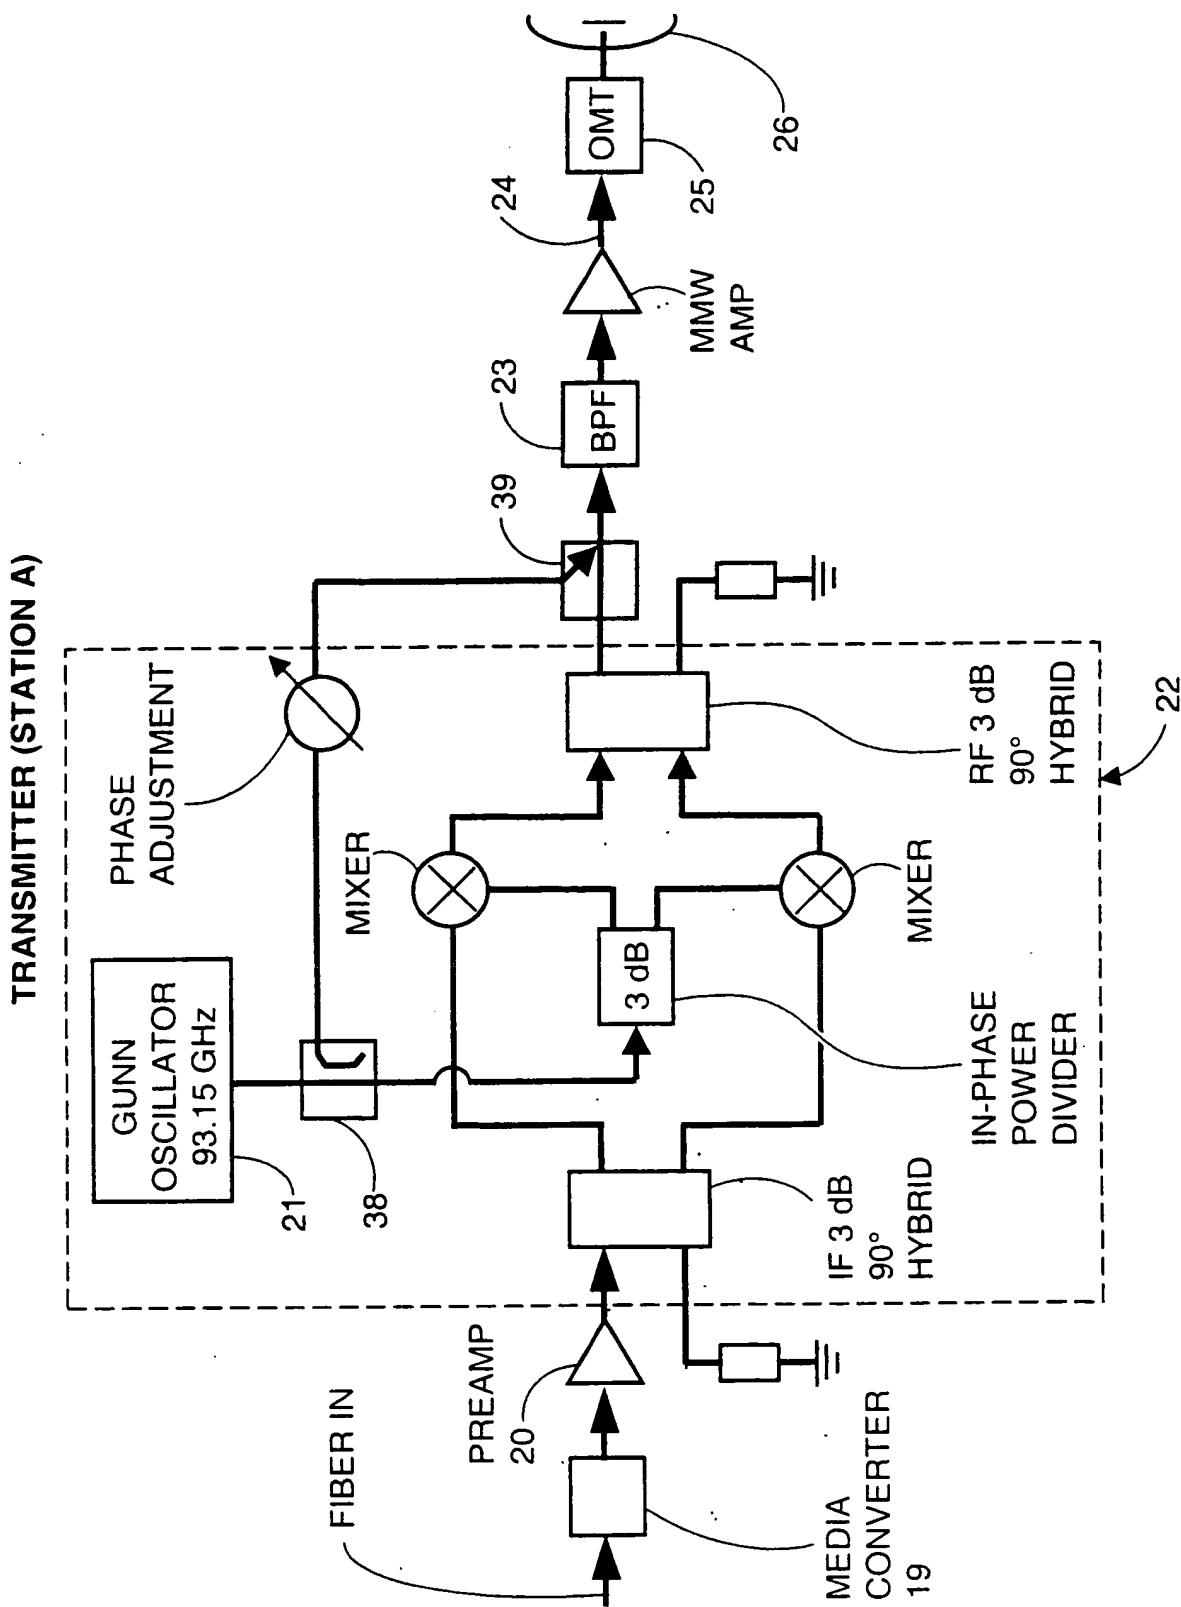 TRANSMITTER (STATION A)
GUNN
OSCILLATOR
93.15 GHz
21
38
PHASE
ADJUSTMENT
FIBER IN
PREAMP
20
MIXER
39
23
24
3 dB
BPF
OMT
MMW
AMP
25
26
MEDIA
CONVERTER
19
IF 3 dB
90°
HYBRID
IN-PHASE
POWER
DIVIDER
MIXER
RF 3 dB
90°
HYBRID
22